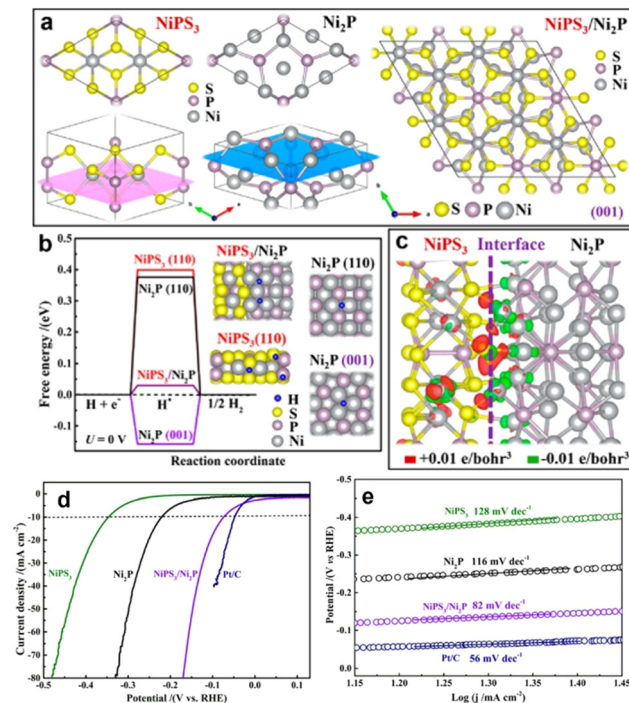 a
NiPS3
Ni2P
NiPS3/Ni2P
S
P
Ni
S
P
Ni
b
a
b
a
S P Ni
(001)
b
Free energy /(eV)
0.4
0.3
0.2
0.1
0.0
-0.1
NiPS3 (110)
Ni2P (110)
NiPS3/Ni2P
Ni2P (001)
H + e-
H*
1/2 H2
U = 0 V
Reaction coordinate
NiPS3/Ni2P
Ni2P (110)
NiPS3(110)
Ni2P (001)
H
S
P
Ni
c
NiPS3 Interface Ni2P
+0.01 e/bohr3 -0.01 e/bohr3
d
Current density /(mA cm-2)
0
-10
-20
-30
-40
-50
-60
-70
-80
NiPS3
Ni2P
NiPS3/Ni2P
Pt/C
-0.5 -0.4 -0.3 -0.2 -0.1 0.0 0.1
Potential /(V vs. RHE)
e
Potential /(V vs RHE)
-0.5
-0.4
-0.3
-0.2
-0.1
0.0
NiPS3 128 mV dec-1
Ni2P 116 mV dec-1
NiPS3/Ni2P 82 mV dec-1
Pt/C 56 mV dec-1
1.15 1.20 1.25 1.30 1.35 1.40 1.45
Log (j /mA cm-2)